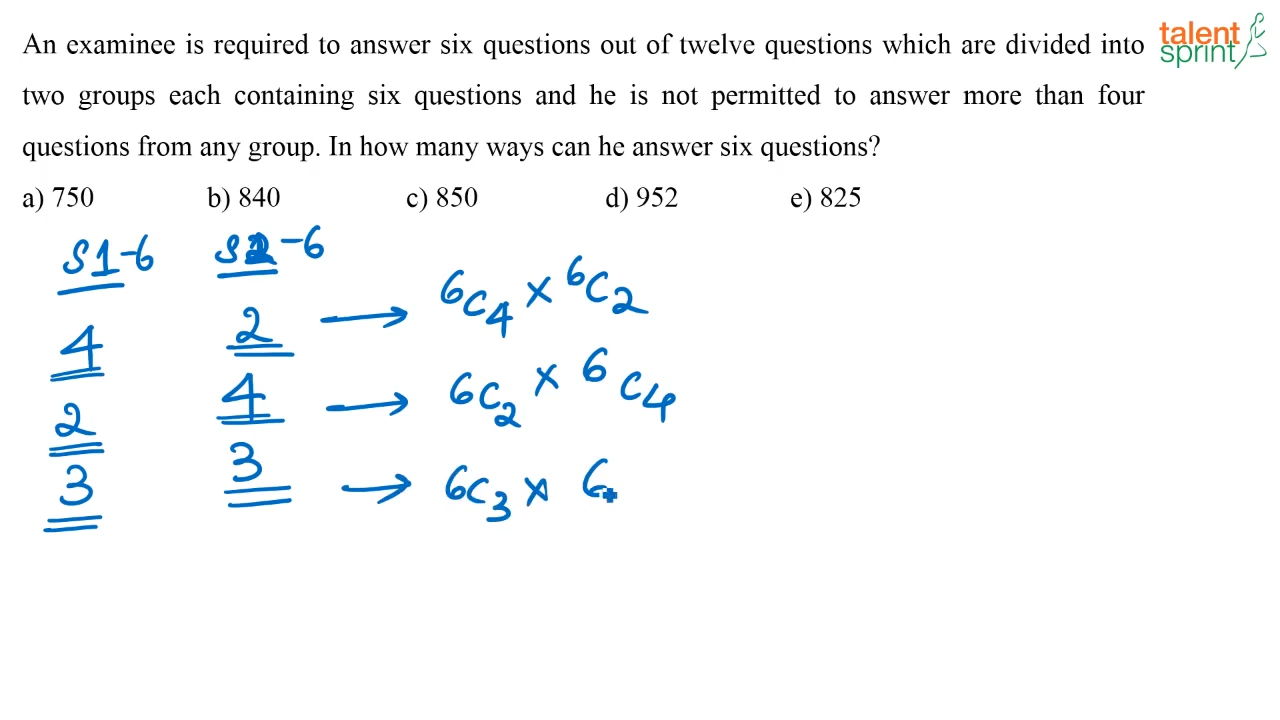 An examinee is required to answer six questions out of twelve questions which are divided into
talent
sprint
two groups each containing six questions and he is not permitted to answer more than four
questions from any group. In how many ways can he answer six questions?
a) 750 b) 840 c) 850 d) 952 e) 825
S1-6 S2-6
4 2 → ⁶C₄ × ⁶C₂
2 4 → 6C₂ × ⁶C₄
3 3 → 6C₃ × 6